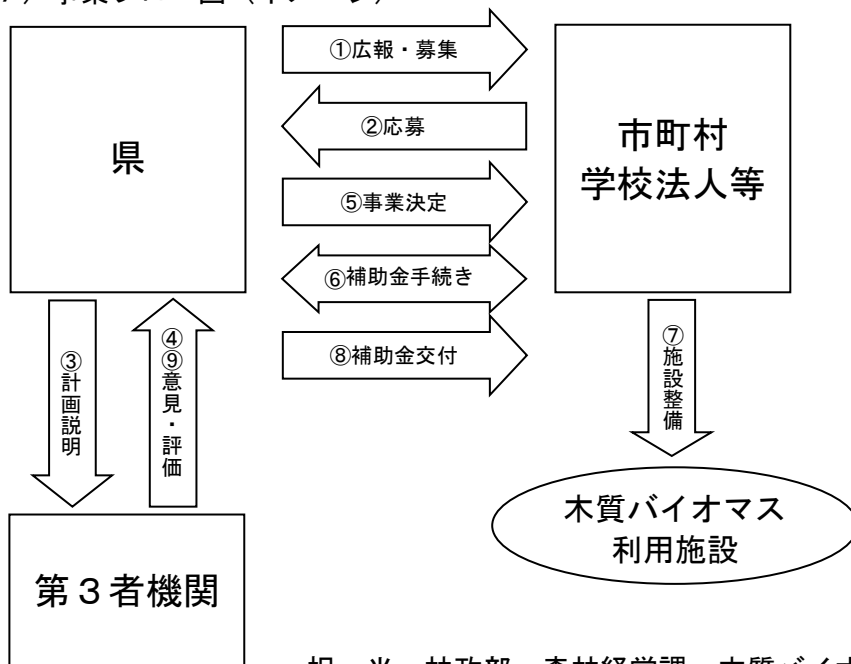 県
①広報・募集
②応募
⑤事業決定
⑥補助金手続き
⑧補助金交付
市町村
学校法人等
③計画説明
④⑨意見・評価
⑦施設整備
木質バイオマス
利用施設
第３者機関